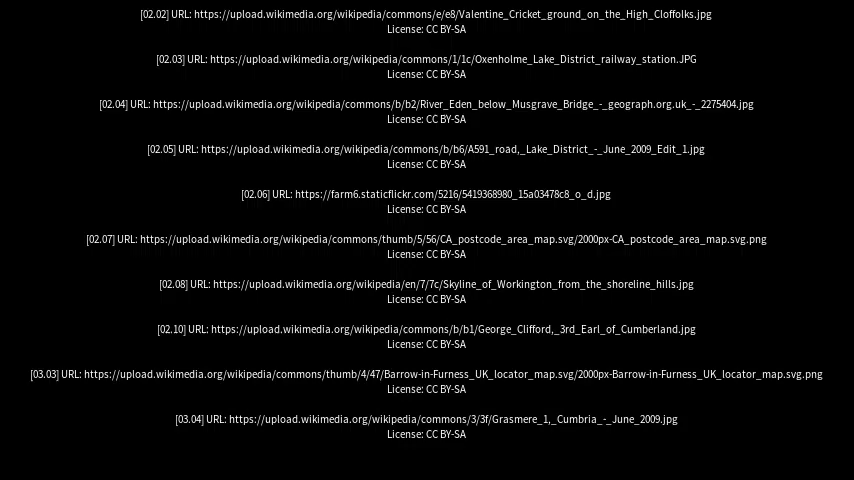 [02.02] URL: https://upload.wikimedia.org/wikipedia/commons/e/e8/Valentine_Cricket_ground_on_the_High_Cloffolks.jpg
License: CC BY-SA
[02.03] URL: https://upload.wikimedia.org/wikipedia/commons/1/1c/Oxenholme_Lake_District_railway_station.JPG
License: CC BY-SA
[02.04] URL: https://upload.wikimedia.org/wikipedia/commons/b/b2/River_Eden_below_Musgrave_Bridge_-_geograph.org.uk_-_2275404.jpg
License: CC BY-SA
[02.05] URL: https://upload.wikimedia.org/wikipedia/commons/b/b6/A591_road,_Lake_District_-_June_2009_Edit_1.jpg
License: CC BY-SA
[02.06] URL: https://farm6.staticflickr.com/5216/5419368980_15a03478c8_o_d.jpg
License: CC BY-SA
[02.07] URL: https://upload.wikimedia.org/wikipedia/commons/thumb/5/56/CA_postcode_area_map.svg/2000px-CA_postcode_area_map.svg.png
License: CC BY-SA
[02.08] URL: https://upload.wikimedia.org/wikipedia/en/7/7c/Skyline_of_Workington_from_the_shoreline_hills.jpg
License: CC BY-SA
[02.10] URL: https://upload.wikimedia.org/wikipedia/commons/b/b1/George_Clifford,_3rd_Earl_of_Cumberland.jpg
License: CC BY-SA
[03.03] URL: https://upload.wikimedia.org/wikipedia/commons/thumb/4/47/Barrow-in-Furness_UK_locator_map.svg/2000px-Barrow-in-Furness_UK_locator_map.svg.png
License: CC BY-SA
[03.04] URL: https://upload.wikimedia.org/wikipedia/commons/3/3f/Grasmere_1,_Cumbria_-_June_2009.jpg
License: CC BY-SA